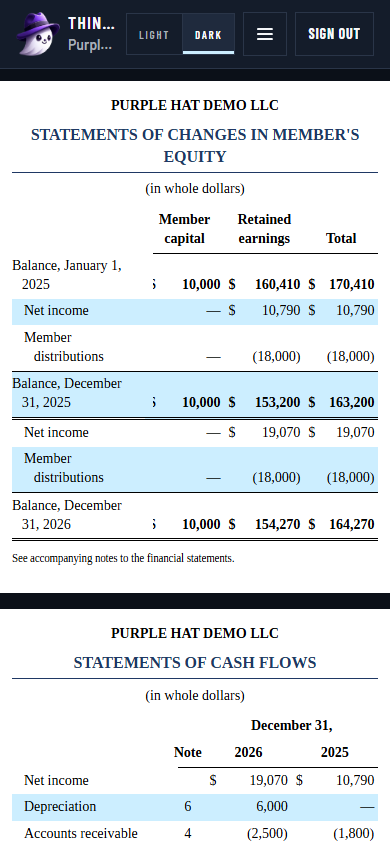 THIN...
Purpl...
LIGHT
DARK
SIGN OUT
PURPLE HAT DEMO LLC
STATEMENTS OF CHANGES IN MEMBER'S
EQUITY
(in whole dollars)
Member Retained
capital earnings Total
Balance, January 1,
2025 $ 10,000 $ 160,410 $ 170,410
Net income — $ 10,790 $ 10,790
Member
distributions — (18,000) (18,000)
Balance, December
31, 2025 $ 10,000 $ 153,200 $ 163,200
Net income — $ 19,070 $ 19,070
Member
distributions — (18,000) (18,000)
Balance, December
31, 2026 $ 10,000 $ 154,270 $ 164,270
See accompanying notes to the financial statements.
PURPLE HAT DEMO LLC
STATEMENTS OF CASH FLOWS
(in whole dollars)
December 31,
Note 2026 2025
Net income $ 19,070 $ 10,790
Depreciation 6 6,000 —
Accounts receivable 4 (2,500) (1,800)